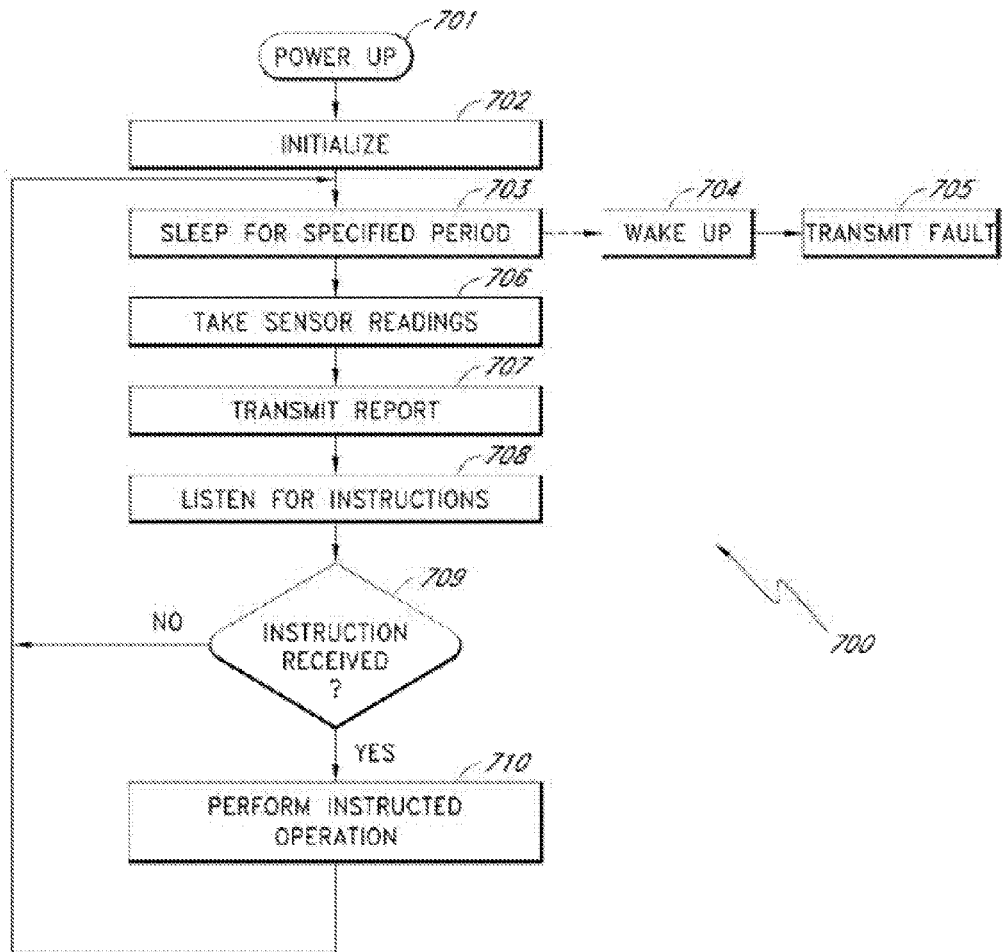 701
POWER UP
702
INITIALIZE
703
SLEEP FOR SPECIFIED PERIOD
704
WAKE UP
705
TRANSMIT FAULT
706
TAKE SENSOR READINGS
707
TRANSMIT REPORT
708
LISTEN FOR INSTRUCTIONS
709
INSTRUCTION
RECEIVED
?
NO
700
YES
710
PERFORM INSTRUCTED
OPERATION